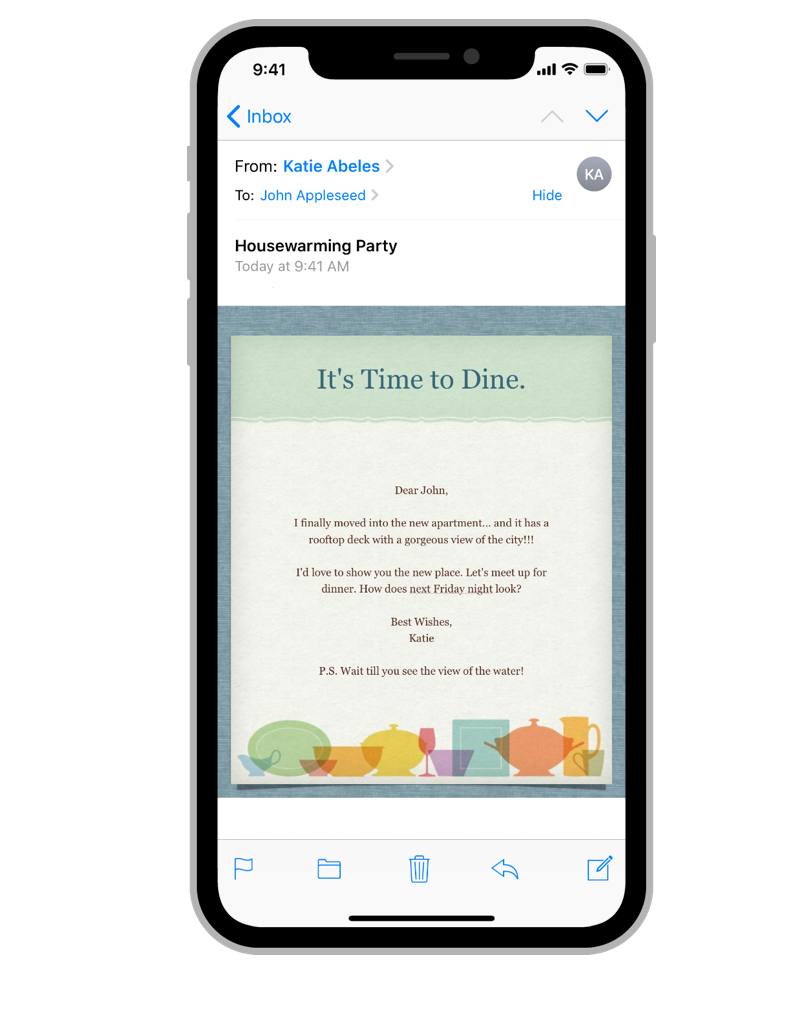 9:41
Inbox
From: Katie Abeles
KA
To: John Appleseed
Hide
Housewarming Party
Today at 9:41 AM
It's Time to Dine.
Dear John,
I finally moved into the new apartment... and it has a
rooftop deck with a gorgeous view of the city!!!
I'd love to show you the new place. Let's meet up for
dinner. How does next Friday night look?
Best Wishes,
Katie
P.S. Wait till you see the view of the water!